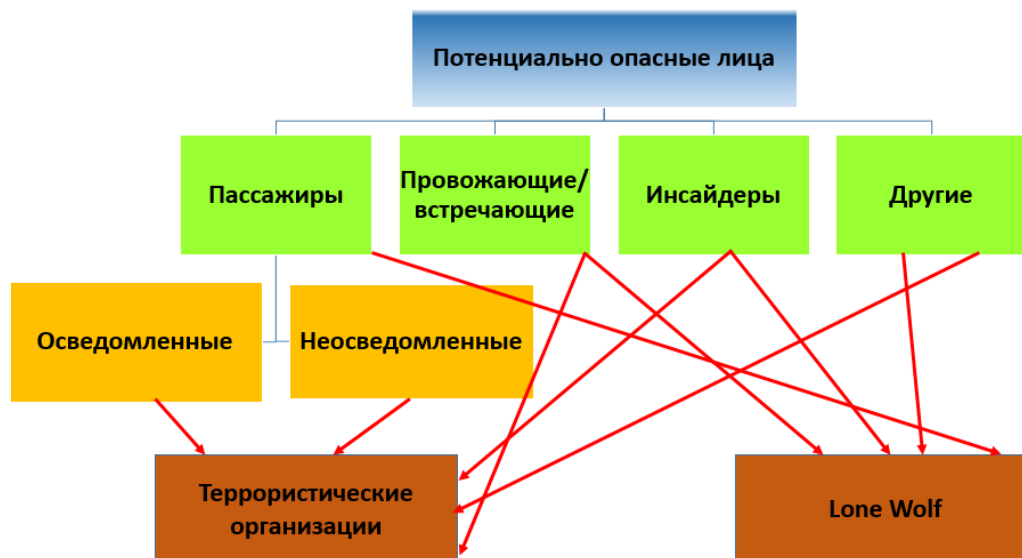 Потенциально опасные лица
Пассажиры
Провожающие/
встречающие
Инсайдеры
Другие
Осведомленные
Неосведомленные
Террористические
организации
Lone Wolf